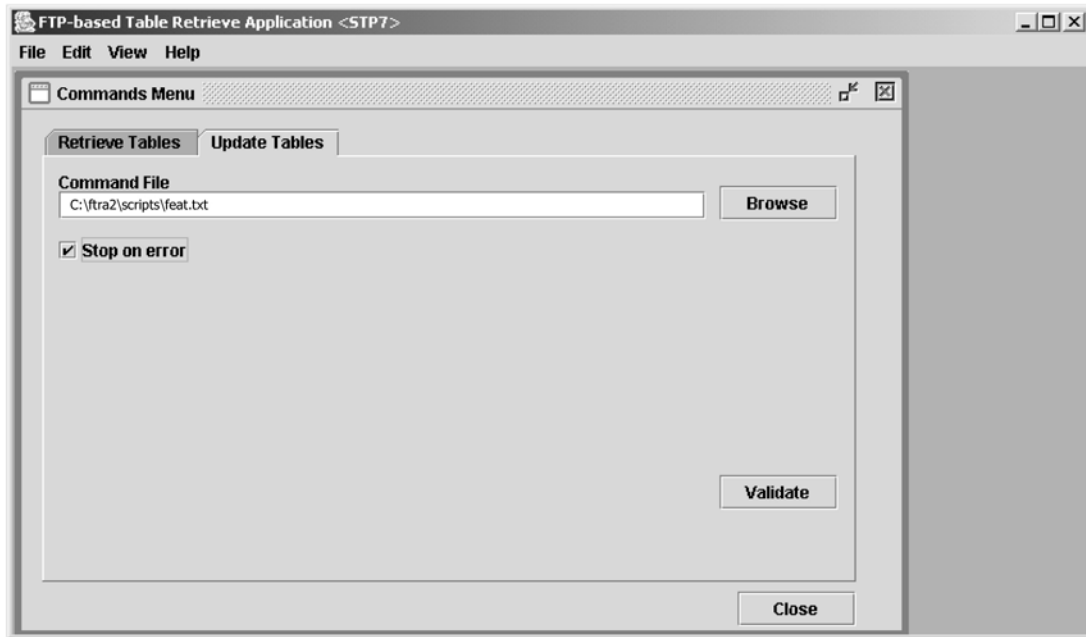 FTP-based Table Retrieve Application <STP7>
File Edit View Help
Commands Menu
Retrieve Tables Update Tables
Command File
C:\ftra2\scripts\feat.txt Browse
Stop on error
Validate
Close